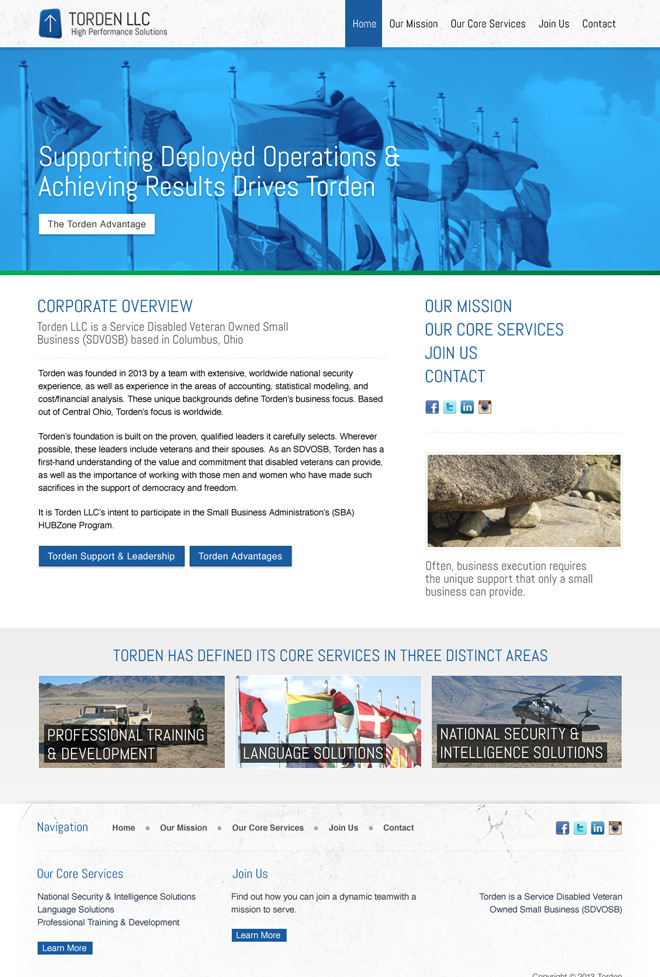 TORDEN LLC
High Performance Solutions
Home
Our Mission
Our Core Services
Join Us
Contact
Supporting Deployed Operations &
Achieving Results Drives Torden
The Torden Advantage
CORPORATE OVERVIEW
Torden LLC is a Service Disabled Veteran Owned Small
Business (SDVOSB) based in Columbus, Ohio
Torden was founded in 2013 by a team with extensive, worldwide national security
experience, as well as experience in the areas of accounting, statistical modeling, and
cost/financial analysis. These unique backgrounds define Torden's business focus. Based
out of Central Ohio, Torden's focus is worldwide.
Torden's foundation is built on the proven, qualified leaders it carefully selects. Wherever
possible, these leaders include veterans and their spouses. As an SDVOSB, Torden has a
first-hand understanding of the value and commitment that disabled veterans can provide,
as well as the importance of working with those men and women who have made such
sacrifices in the support of democracy and freedom.
It is Torden LLC's intent to participate in the Small Business Administration's (SBA)
HUBZone Program.
Torden Support & Leadership
Torden Advantages
OUR MISSION
OUR CORE SERVICES
JOIN US
CONTACT
Often, business execution requires
the unique support that only a small
business can provide.
TORDEN HAS DEFINED ITS CORE SERVICES IN THREE DISTINCT AREAS
PROFESSIONAL TRAINING
& DEVELOPMENT
LANGUAGE SOLUTIONS
NATIONAL SECURITY &
INTELLIGENCE SOLUTIONS
Navigation
Home
Our Mission
Our Core Services
Join Us
Contact
Our Core Services
National Security & Intelligence Solutions
Language Solutions
Professional Training & Development
Learn More
Join Us
Find out how you can join a dynamic teamwith a
mission to serve.
Learn More
Torden is a Service Disabled Veteran
Owned Small Business (SDVOSB)
Copyright © 2013 Torden